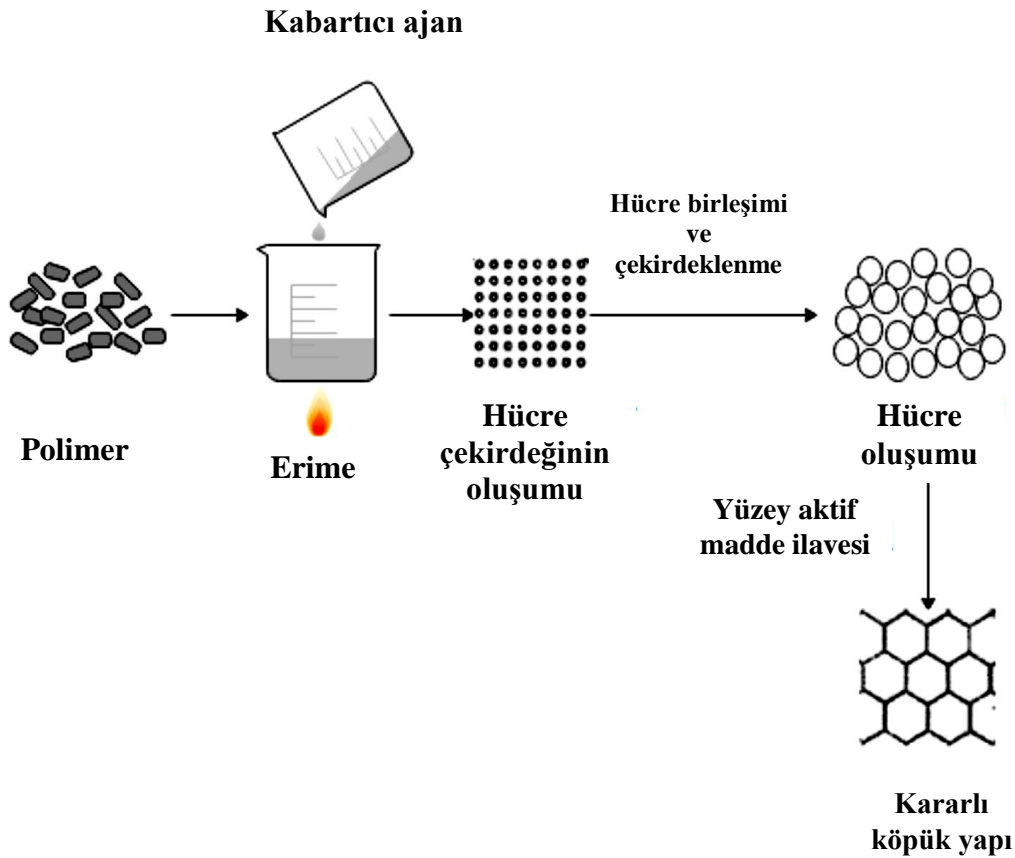 Kabartıcı ajan
Hücre birleşimi
ve
çekirdeklenme
Polimer
Erime
Hücre
çekirdeğinin
oluşumu
Hücre
oluşumu
Yüzey aktif
madde ilavesi
Kararlı
köpük yapı